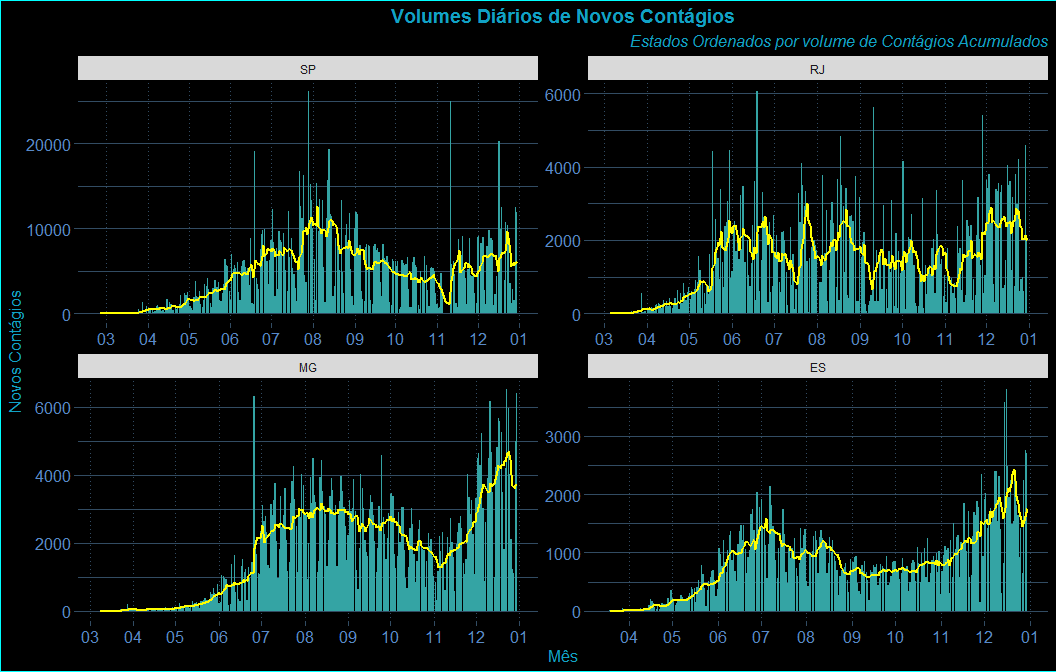 Volumes Diários de Novos Contágios
Estados Ordenados por volume de Contágios Acumulados
SP
20000
10000
0
03 04 05 06 07 08 09 10 11 12 01
RJ
6000
4000
2000
0
03 04 05 06 07 08 09 10 11 12 01
MG
6000
4000
2000
0
03 04 05 06 07 08 09 10 11 12 01
ES
3000
2000
1000
0
04 05 06 07 08 09 10 11 12 01
Novos Contágios
Mês